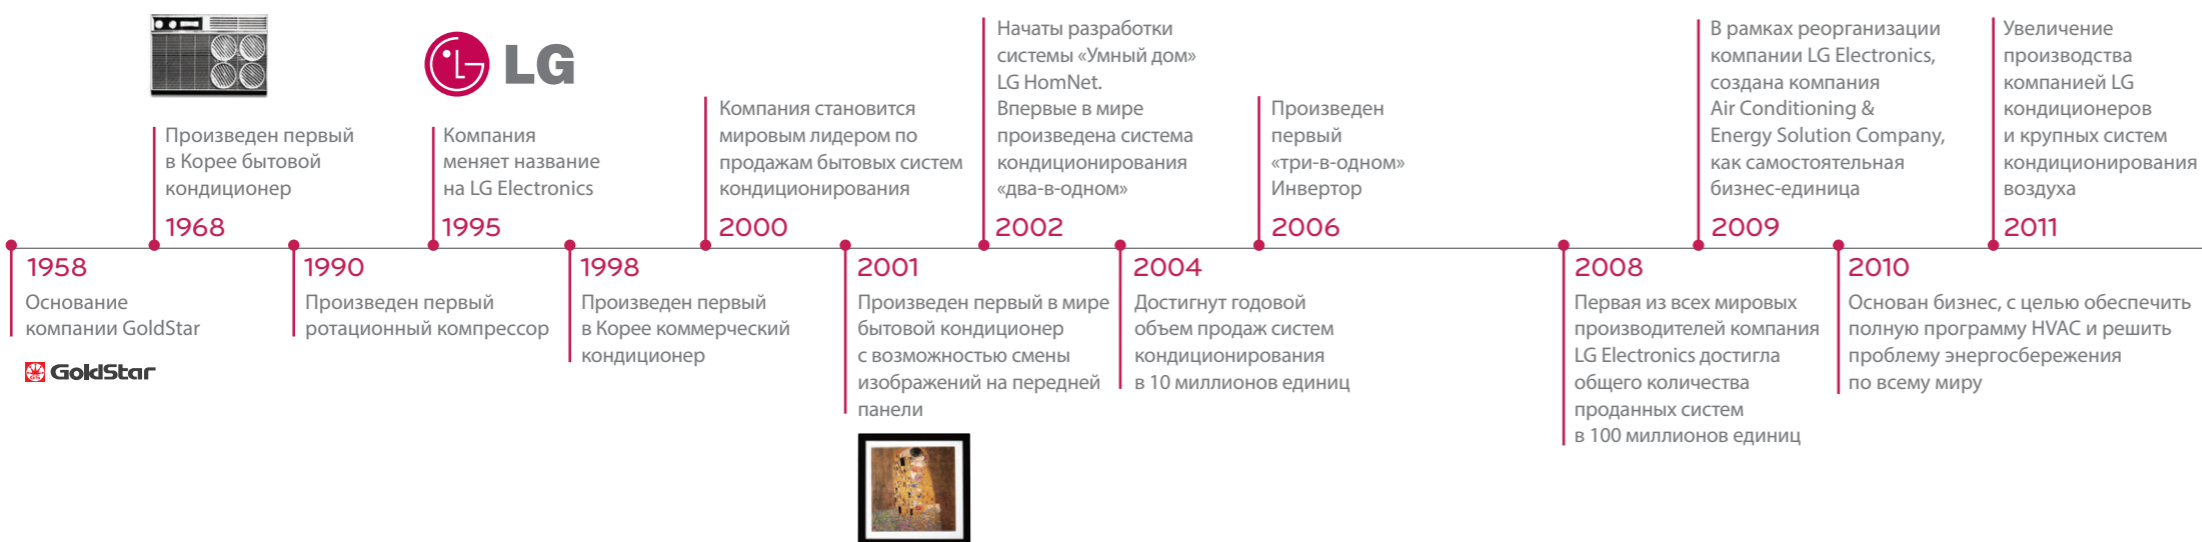 LG
Произведен первый
в Корее бытовой
кондиционер
1968
Компания
меняет название
на LG Electronics
1995
Компания становится
мировым лидером по
продажам бытовых систем
кондиционирования
2000
Начаты разработки
системы «Умный дом»
LG HomNet.
Впервые в мире
произведена система
кондиционирования
«два-в-одном»
2002
Произведен
первый
«три-в-одном»
Инвертор
2006
В рамках реорганизации
компании LG Electronics,
создана компания
Air Conditioning &
Energy Solution Company,
как самостоятельная
бизнес-единица
2009
Увеличение
производства
компанией LG
кондиционеров
и крупных систем
кондиционирования
воздуха
2011
1958
Основание
компании GoldStar
GoldStar
1990
Произведен первый
ротационный компрессор
1998
Произведен первый
в Корее коммерческий
кондиционер
2001
Произведен первый в мире
бытовой кондиционер
с возможностью смены
изображений на передней
панели
2004
Достигнут годовой
объем продаж систем
кондиционирования
в 10 миллионов единиц
2008
Первая из всех мировых
производителей компания
LG Electronics достигла
общего количества
проданных систем
в 100 миллионов единиц
2010
Основан бизнес, с целью обеспечить
полную программу HVAC и решить
проблему энергосбережения
по всему миру